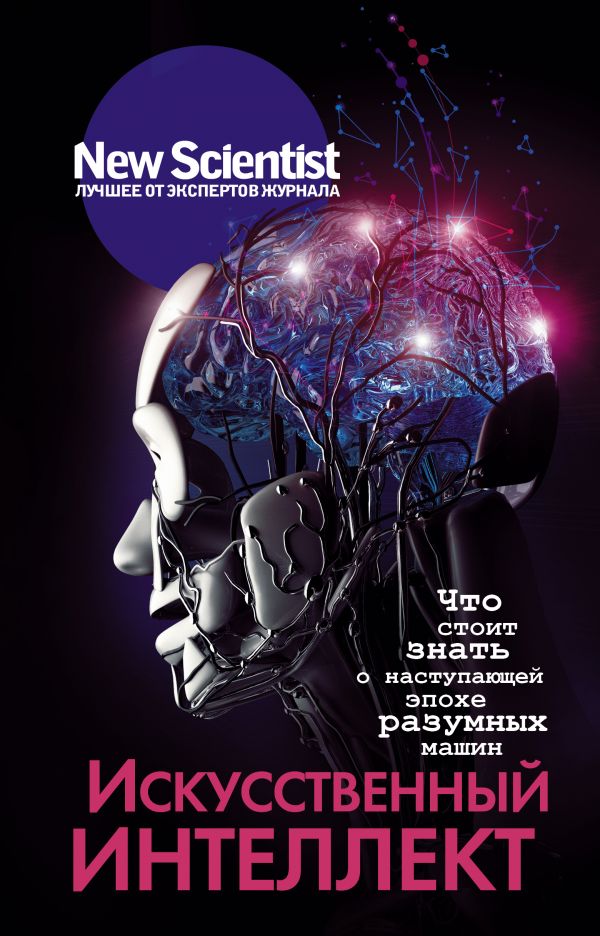 New Scientist
ЛУЧШЕЕ ОТ ЭКСПЕРТОВ ЖУРНАЛА
Что
стоит
знать
о наступающей
эпохе
разумных
машин
ИСКУССТВЕННЫЙ
ИНТЕЛЛЕКТ